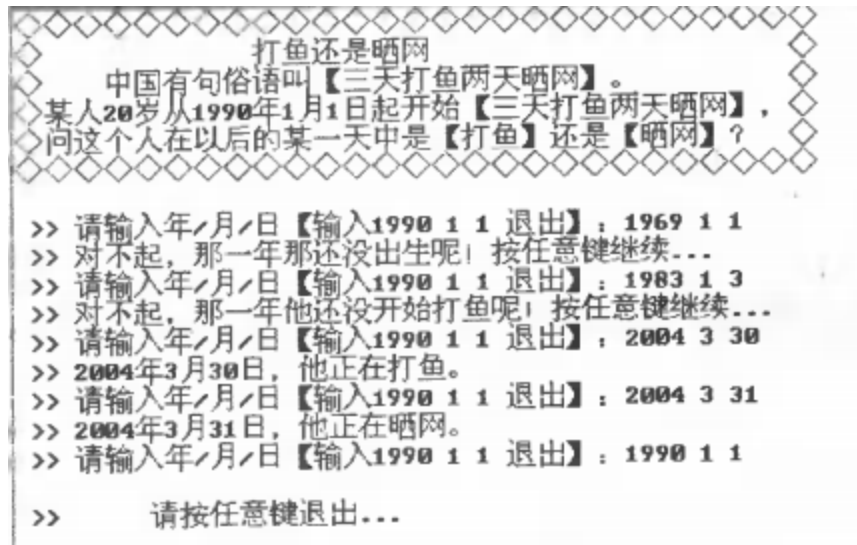 打鱼还是晒网
中国有句俗语叫【三天打鱼两天晒网】。
某人20岁从1990年1月1日起开始【三天打鱼两天晒网】，
问这个人在以后的某一天中是【打鱼】还是【晒网】？
>> 请输入年/月/日【输入1990 1 1 退出】：1969 1 1
>> 对不起，那一年那还没出生呢！按任意键继续...
>> 请输入年/月/日【输入1990 1 1 退出】：1983 1 3
>> 对不起，那一年他还没开始打鱼呢！按任意键继续...
>> 请输入年/月/日【输入1990 1 1 退出】：2004 3 30
>> 2004年3月30日，他正在打鱼。
>> 请输入年/月/日【输入1990 1 1 退出】：2004 3 31
>> 2004年3月31日，他正在晒网。
>> 请输入年/月/日【输入1990 1 1 退出】：1990 1 1
>> 请按任意键退出...